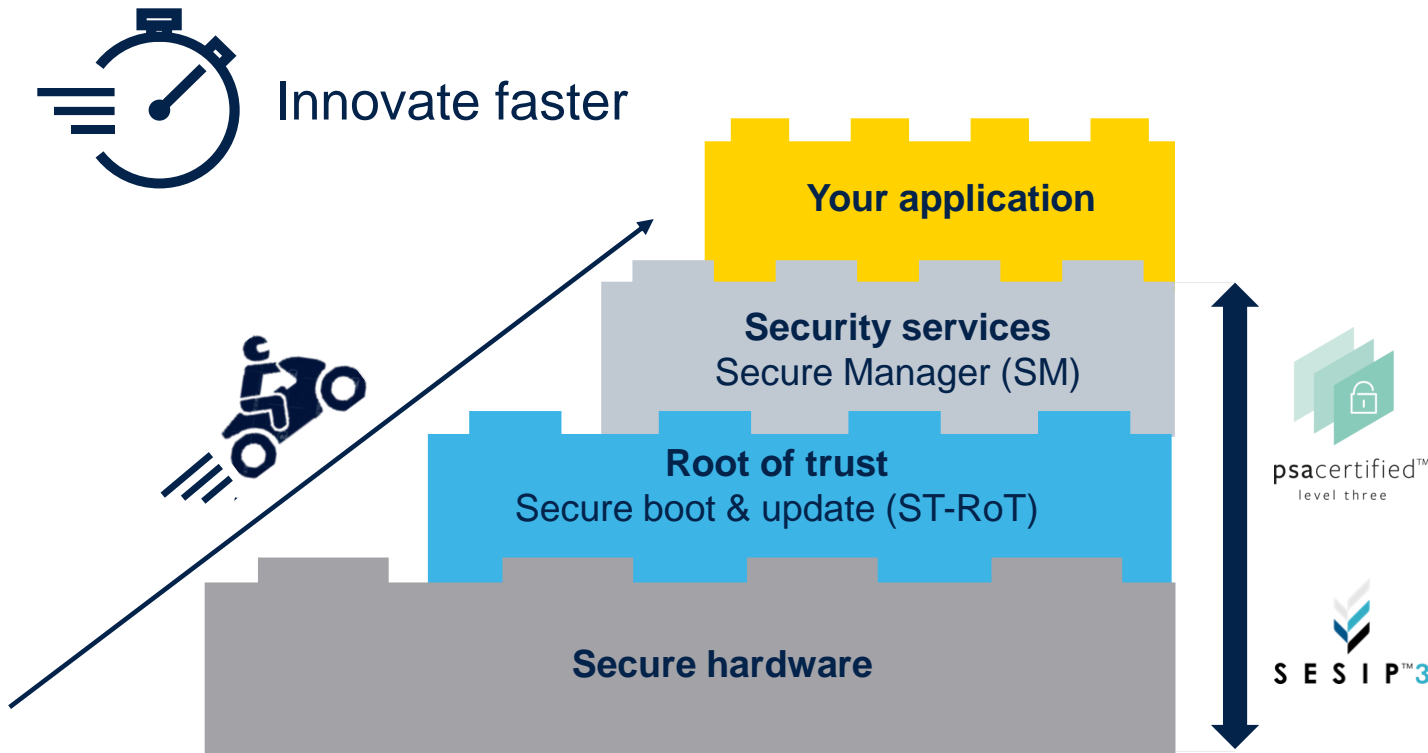 Innovate faster
Your application
Security services
Secure Manager (SM)
Root of trust
Secure boot & update (ST-RoT)
Secure hardware
psacertified™
level three
SESIP™3